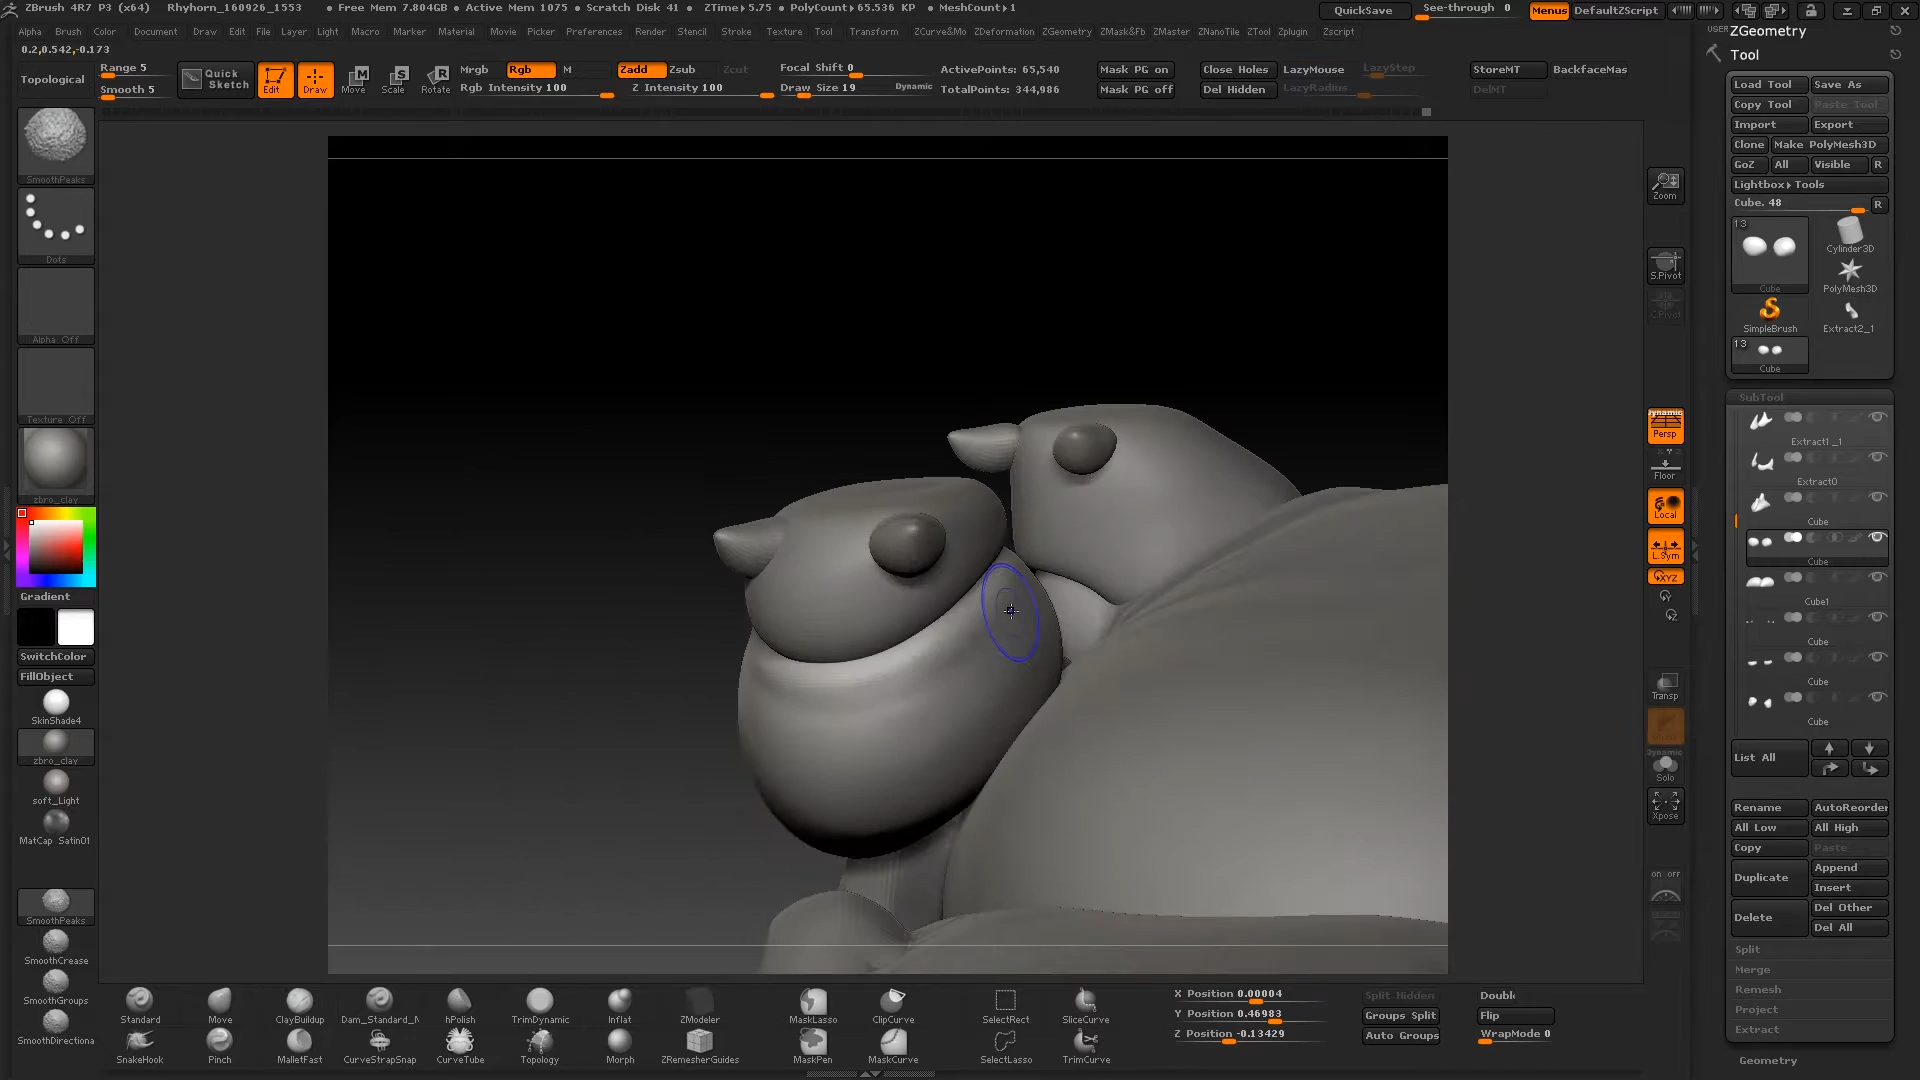 ZBrush 4R7 P3 (x64) Rhyhorn_160926_1553 • Free Mem 7.804GB • Active Mem 1075 • Scratch Disk 41 • ZTime▸5.75 • PolyCount▸65.536 KP • MeshCount▸1 QuickSave See-through 0 Menus DefaultZScript
Alpha Brush Color Document Draw Edit File Layer Light Macro Marker Material Movie Picker Preferences Render Stencil Stroke Texture Tool Transform ZCurve&Mo ZDeformation ZGeometry ZMask&Fb ZMaster ZNanoTile ZTool Zplugin Zscript
0.2,0.542,-0.173
Topological
Range 5
Smooth 5
Quick Sketch
Edit
Draw
Move
Scale
Rotate
Mrgb Rgb M
Rgb Intensity 100
Zadd Zsub Zcut
Z Intensity 100
Focal Shift 0
Draw Size 19 Dynamic
ActivePoints: 65,540
TotalPoints: 344,986
Mask PG on
Mask PG off
Close Holes
Del Hidden
LazyMouse
LazyStep
LazyRadius
StoreMT
DelMT
BackfaceMas
SmoothPeaks
Dots
Alpha Off
Texture Off
zbro_clay
Gradient
SwitchColor
FillObject
SkinShade4
zbro_clay
soft_Light
MatCap Satin01
SmoothPeaks
SmoothCrease
SmoothGroups
SmoothDirectiona
Zoom
S.Pivot
C.Pivot
Dynamic
Persp
Floor
Local
L.Sym
XYZ
Y
Z
Transp
Dynamic
Solo
Xpose
on off
USER ZGeometry
Tool
Load Tool Save As
Copy Tool Paste Tool
Import Export
Clone Make PolyMesh3D
GoZ All Visible R
Lightbox▸Tools
Cube. 48 R
13
Cube
Cylinder3D
PolyMesh3D
SimpleBrush
Extract2_1
13
Cube
SubTool
Extract1_1
Extract0
Cube
Cube
Cube1
Cube
Cube
Cube
List All
Rename AutoReorder
All Low All High
Copy Paste
Duplicate Append
Insert
Delete Del Other
Del All
Split
Merge
Remesh
Project
Extract
Geometry
Standard Move ClayBuildup Dam_Standard_N hPolish TrimDynamic Inflat ZModeler MaskLasso ClipCurve SelectRect SliceCurve
SnakeHook Pinch MalletFast CurveStrapSnap CurveTube Topology Morph ZRemesherGuides MaskPen MaskCurve SelectLasso TrimCurve
X Position 0.00004
Y Position 0.46983
Z Position -0.13429
Split Hidden
Groups Split
Auto Groups
Doubl
Flip
WrapMode 0